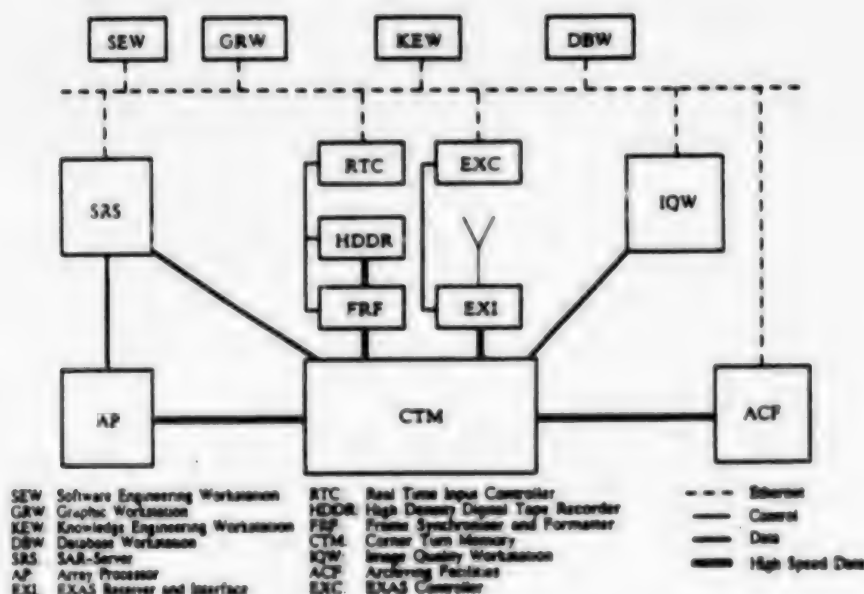 SEW GRW KEW DBW
RTC EXC
SRS IQW
HDDR
FRF EXI
AP CTM ACF
SEW Software Engineering Workstation
GRW Graphic Workstation
KEW Knowledge Engineering Workstation
DBW Database Workstation
SRS SAR-Server
AP Array Processor
EXI EXAS Receiver and Interface
RTC Real Time Input Controller
HDDR High Density Digital Tape Recorder
FRF Frame Synchronizer and Formatter
CTM Corner Turn Memory
IQW Image Quality Workstation
ACF Archiving Facilities
EXC EXAS Controller
Ethernet
Control
Data
High Speed Data